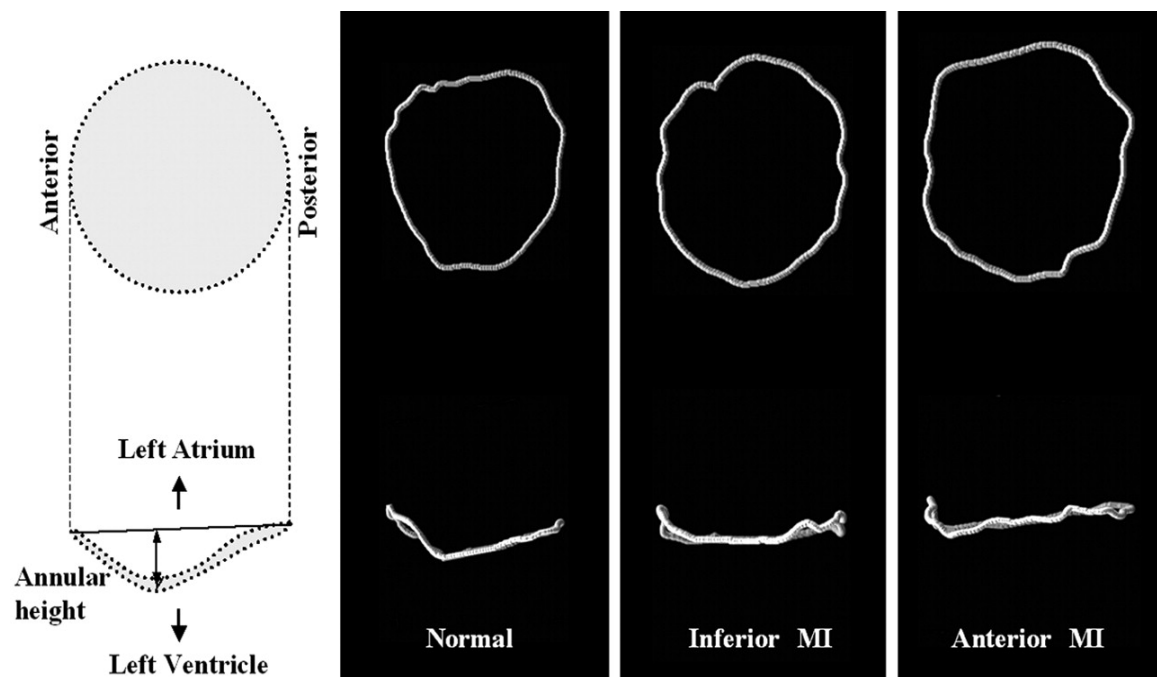 Anterior
Posterior
Left Atrium
Annular
height
Left Ventricle
Normal
Inferior MI
Anterior MI